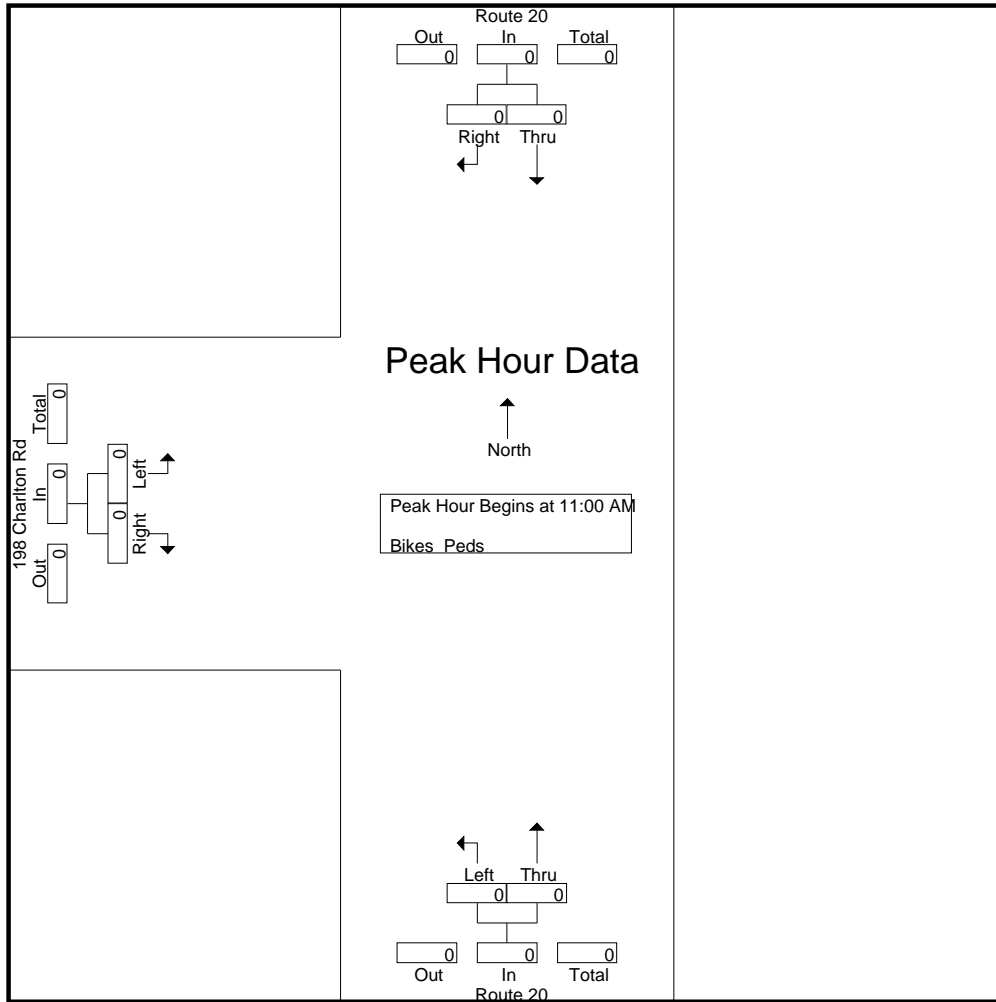 Route 20
Out In Total
0 0 0
0 0
Right Thru
Peak Hour Data
North
198 Charlton Rd
Out In Total
0 0 0
Right Left
0 0
Peak Hour Begins at 11:00 AM
Bikes Peds
Left Thru
0 0
0 0 0
Out In Total
Route 20